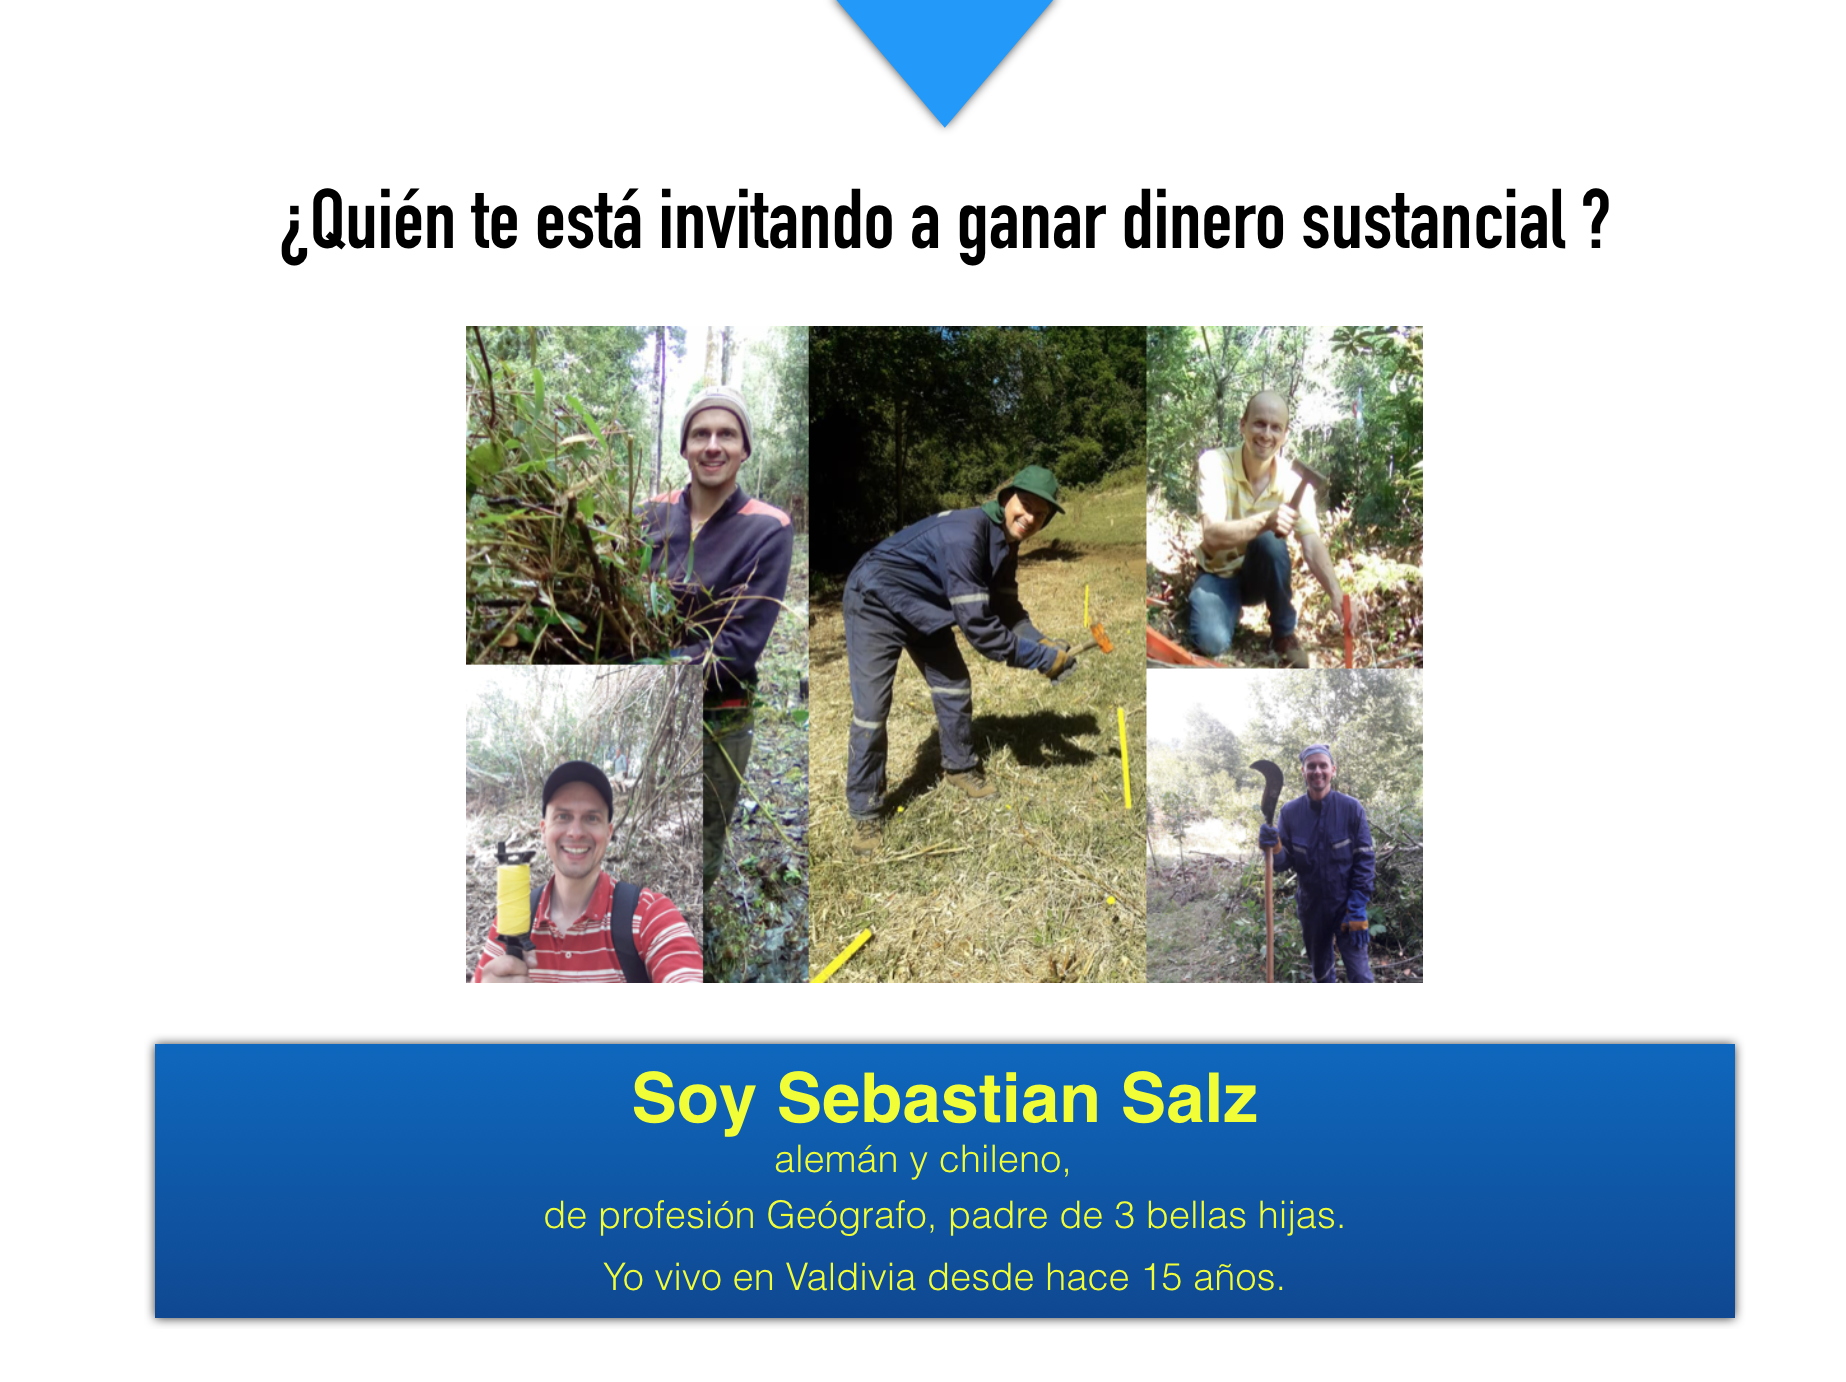 ¿Quién te está invitando a ganar dinero sustancial ?
Soy Sebastian Salz
alemán y chileno,
de profesión Geógrafo, padre de 3 bellas hijas.
Yo vivo en Valdivia desde hace 15 años.